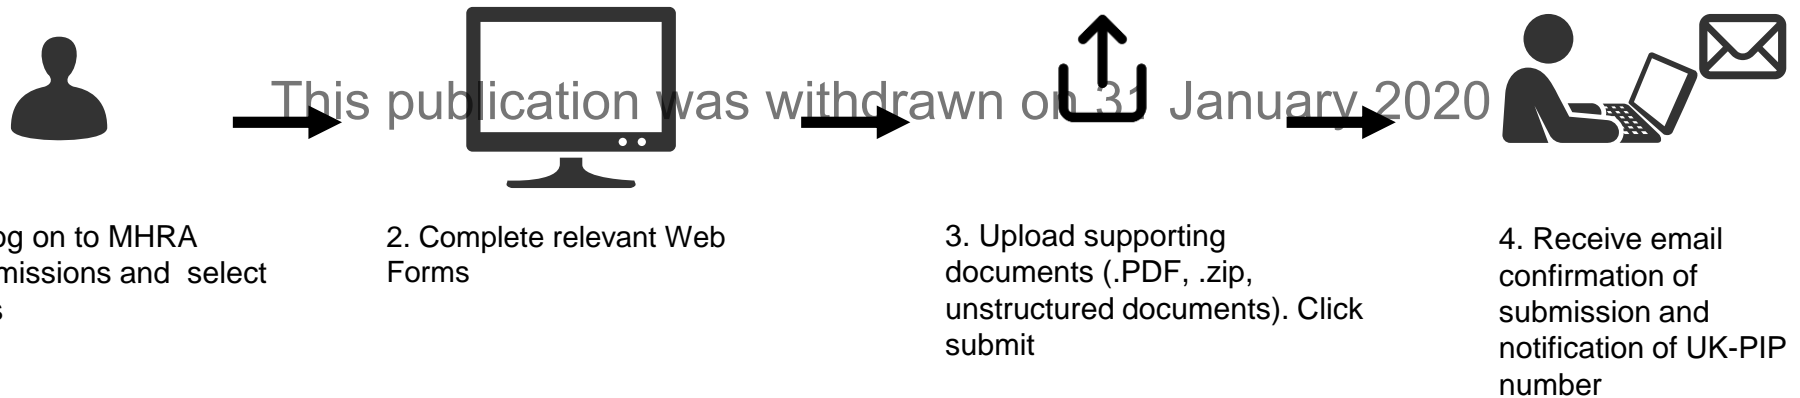 This publication was withdrawn on 31 January 2020
og on to MHRA
missions and select
s
2. Complete relevant Web
Forms
3. Upload supporting
documents (.PDF, .zip,
unstructured documents). Click
submit
4. Receive email
confirmation of
submission and
notification of UK-PIP
number